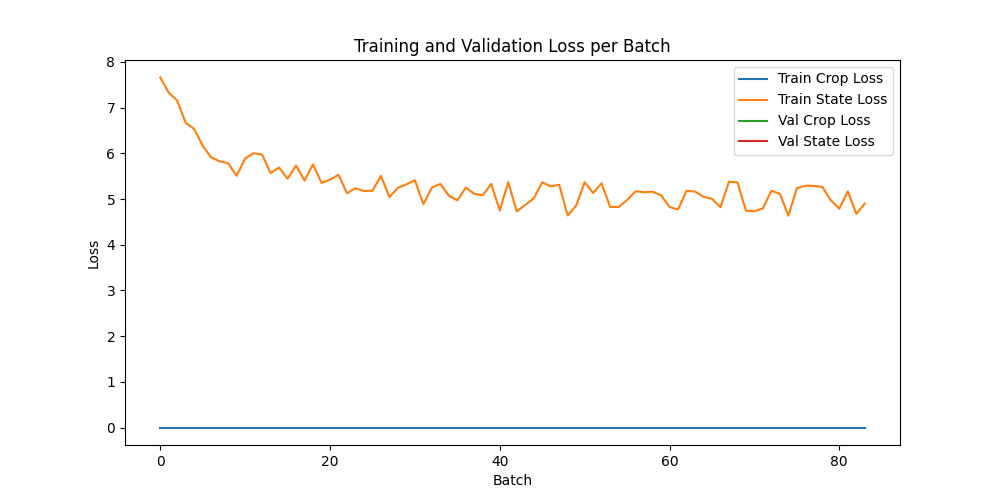 Training and Validation Loss per Batch
Train Crop Loss
Train State Loss
Val Crop Loss
Val State Loss
8
7
6
5
4
3
2
1
0
Loss
0 20 40 60 80
Batch